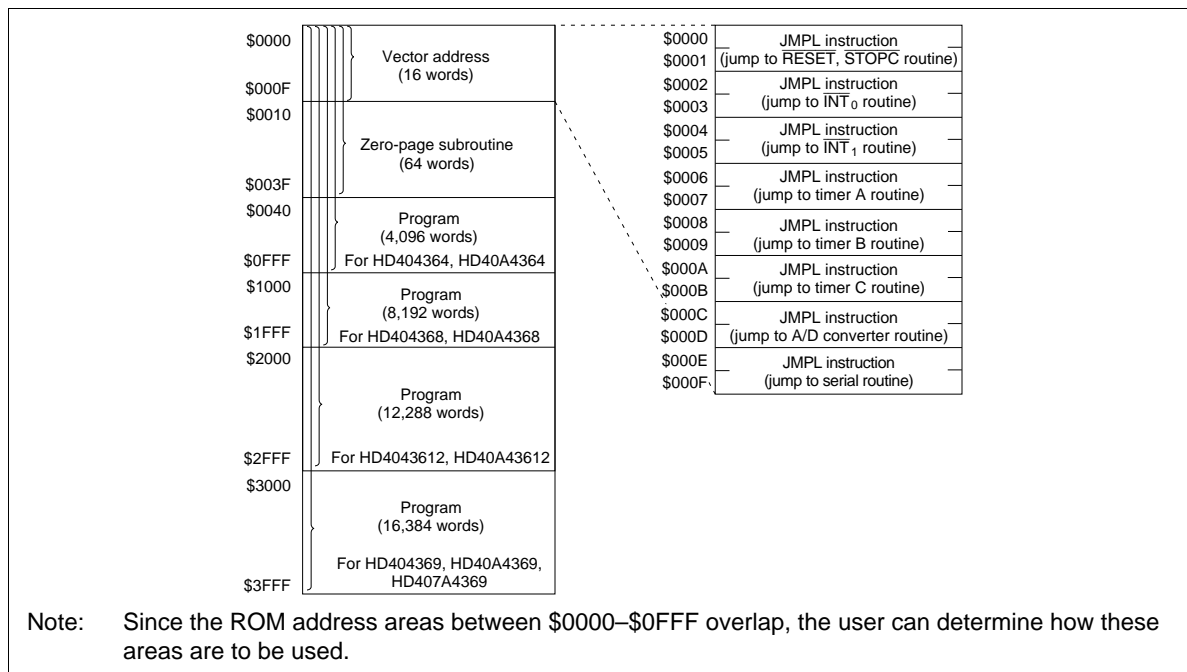 $0000
Vector address
(16 words)
$000F
$0010
Zero-page subroutine
(64 words)
$003F
$0040
Program
(4,096 words)
$0FFF
For HD404364, HD40A4364
$1000
Program
(8,192 words)
$1FFF
For HD404368, HD40A4368
$2000
Program
(12,288 words)
For HD4043612, HD40A43612
$2FFF
$3000
Program
(16,384 words)
For HD404369, HD40A4369,
HD407A4369
$3FFF
$0000
JMPL instruction
$0001
(jump to RESET, STOPC routine)
$0002
JMPL instruction
$0003
(jump to INT0 routine)
$0004
JMPL instruction
$0005
(jump to INT1 routine)
$0006
JMPL instruction
$0007
(jump to timer A routine)
$0008
JMPL instruction
$0009
(jump to timer B routine)
$000A
JMPL instruction
$000B
(jump to timer C routine)
$000C
JMPL instruction
$000D
(jump to A/D converter routine)
$000E
JMPL instruction
$000F
(jump to serial routine)
Note: Since the ROM address areas between $0000–$0FFF overlap, the user can determine how these
areas are to be used.